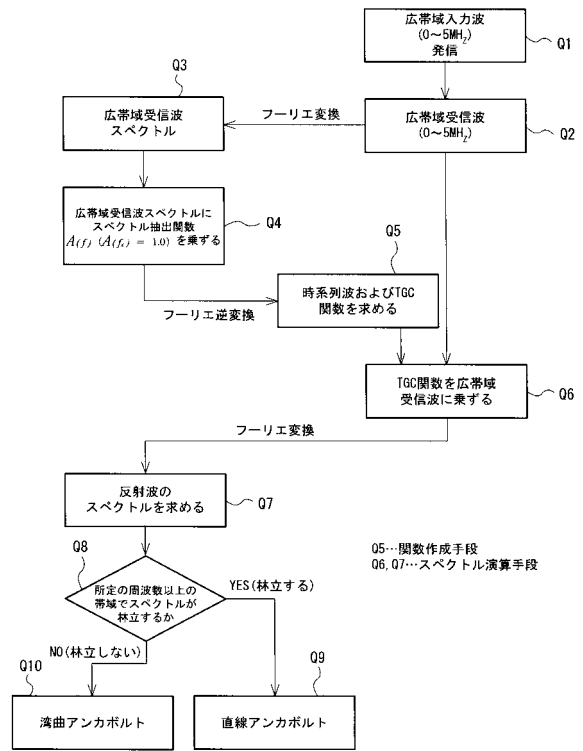 広帯域入力波
(0～5MHz)
発信
Q1
Q3
広帯域受信波
スペクトル
フーリエ変換
広帯域受信波
(0～5MHz)
Q2
広帯域受信波スペクトルに
スペクトル抽出関数
A(f) (A(f₀) = 1.0) を乗ずる
Q4
Q5
時系列波およびTGC
関数を求める
フーリエ逆変換
TGC関数を広帯域
受信波に乗ずる
Q6
フーリエ変換
反射波の
スペクトルを求める
Q7
Q5…関数作成手段
Q6,Q7…スペクトル演算手段
Q8
所定の周波数以上の
帯域でスペクトルが
林立するか
YES(林立する)
NO(林立しない)
Q10
湾曲アンカボルト
Q9
直線アンカボルト